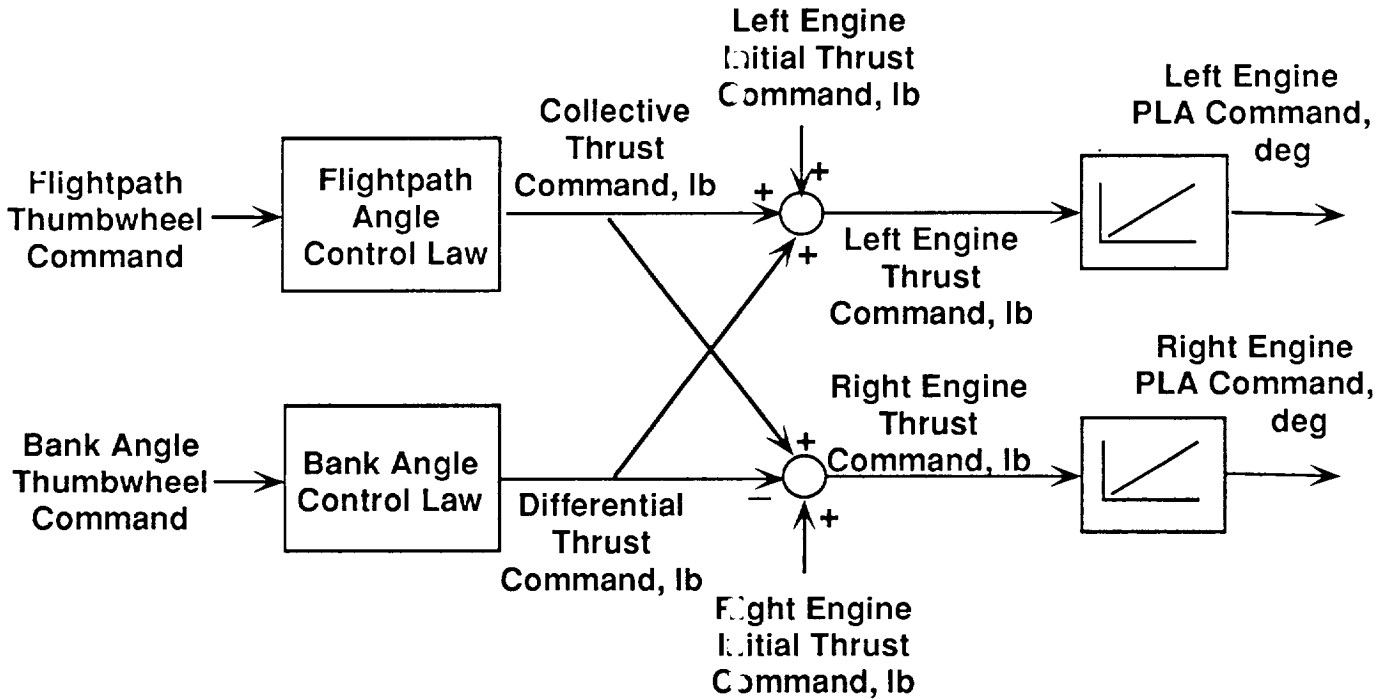 Left Engine
Initial Thrust
Command, lb
Left Engine
PLA Command,
deg
Collective
Thrust
Command, lb
Flightpath
Thumbwheel
Command
Flightpath
Angle
Control Law
+
+
+
Left Engine
Thrust
Command, lb
Right Engine
PLA Command,
deg
Right Engine
Thrust
Command, lb
Bank Angle
Thumbwheel
Command
Bank Angle
Control Law
+
−
+
Differential
Thrust
Command, lb
Right Engine
Initial Thrust
Command, lb